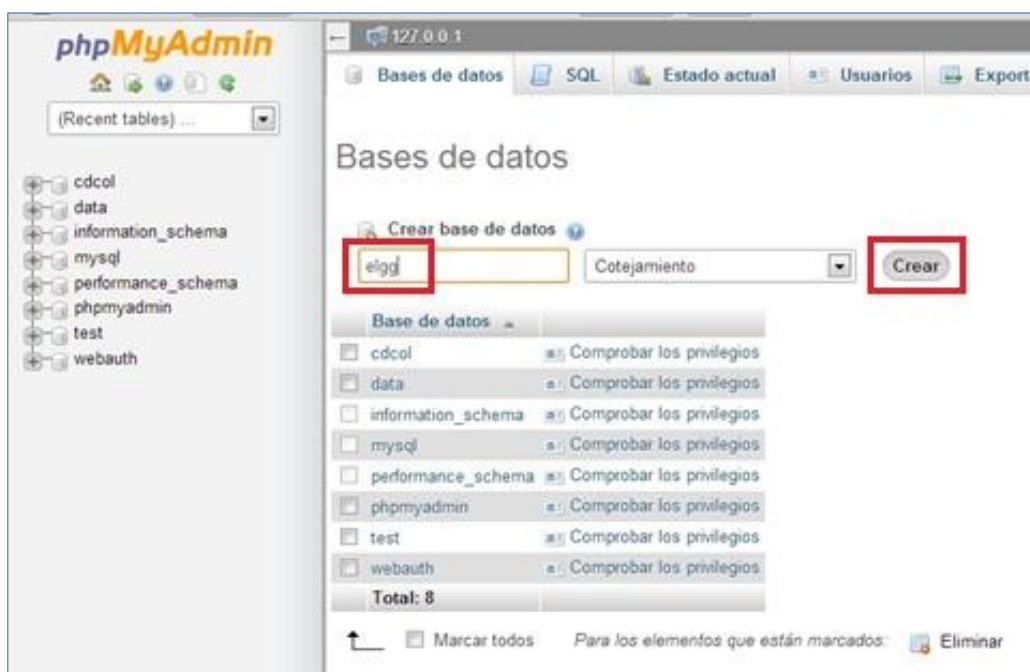 phpMyAdmin
(Recent tables) ...
cdcol
data
information_schema
mysql
performance_schema
phpmyadmin
test
webauth
127.0.0.1
Bases de datos SQL Estado actual Usuarios Export
Bases de datos
Crear base de datos
elgg Cotejamiento Crear
Base de datos
cdcol Comprobar los privilegios
data Comprobar los privilegios
information_schema Comprobar los privilegios
mysql Comprobar los privilegios
performance_schema Comprobar los privilegios
phpmyadmin Comprobar los privilegios
test Comprobar los privilegios
webauth Comprobar los privilegios
Total: 8
Marcar todos Para los elementos que están marcados: Eliminar